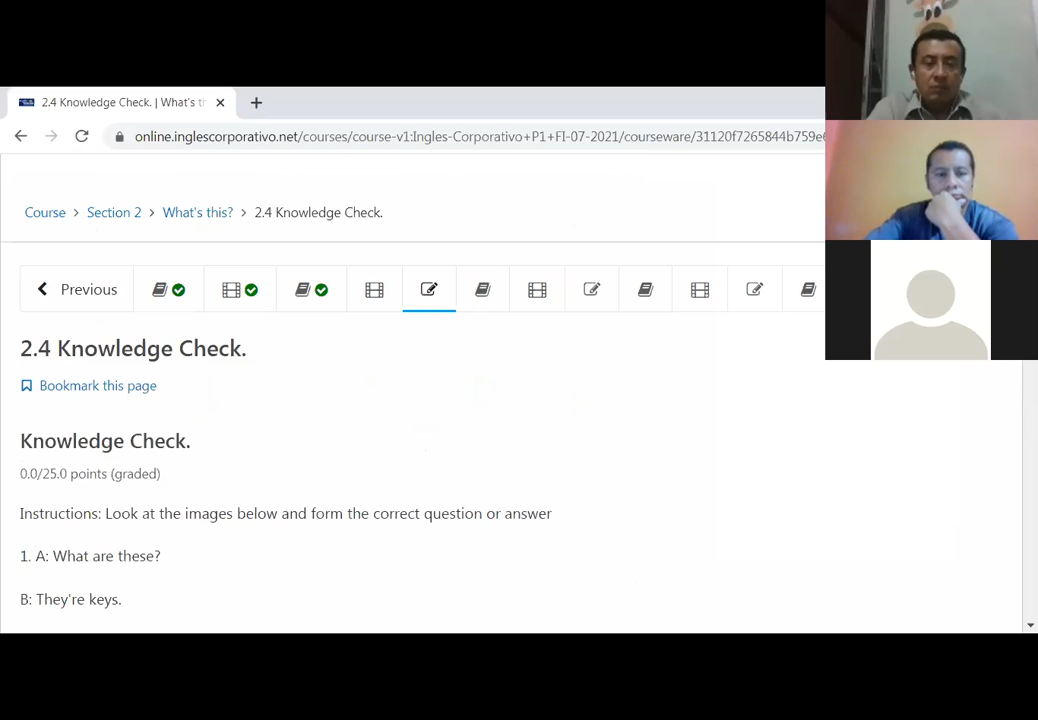 2.4 Knowledge Check. | What's th
online.inglescorporativo.net/courses/course-v1:Ingles-Corporativo+P1+FI-07-2021/courseware/31120f7265844b759e6
Course > Section 2 > What's this? > 2.4 Knowledge Check.
Previous
2.4 Knowledge Check.
Bookmark this page
Knowledge Check.
0.0/25.0 points (graded)
Instructions: Look at the images below and form the correct question or answer
1. A: What are these?
B: They're keys.